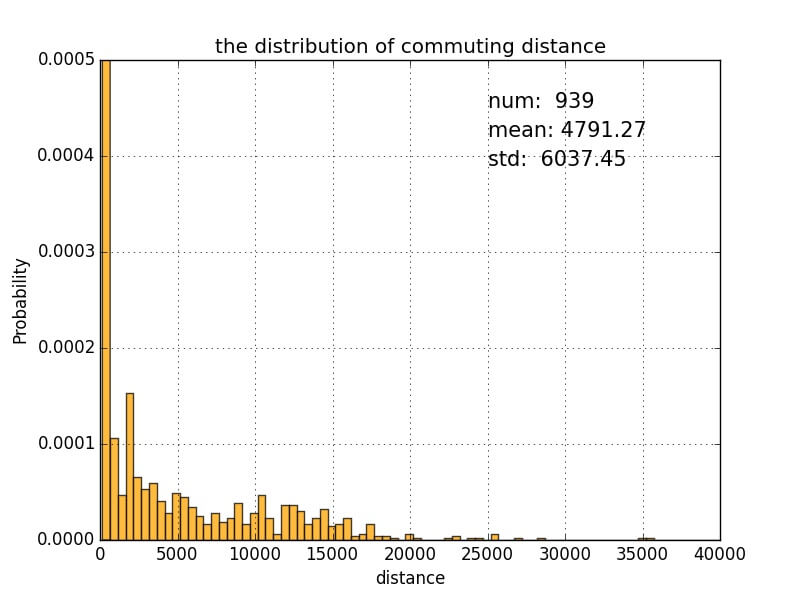 the distribution of commuting distance
0.0005
0.0004
0.0003
0.0002
0.0001
0.0000
Probability
num:  939
mean: 4791.27
std:  6037.45
0 5000 10000 15000 20000 25000 30000 35000 40000
distance